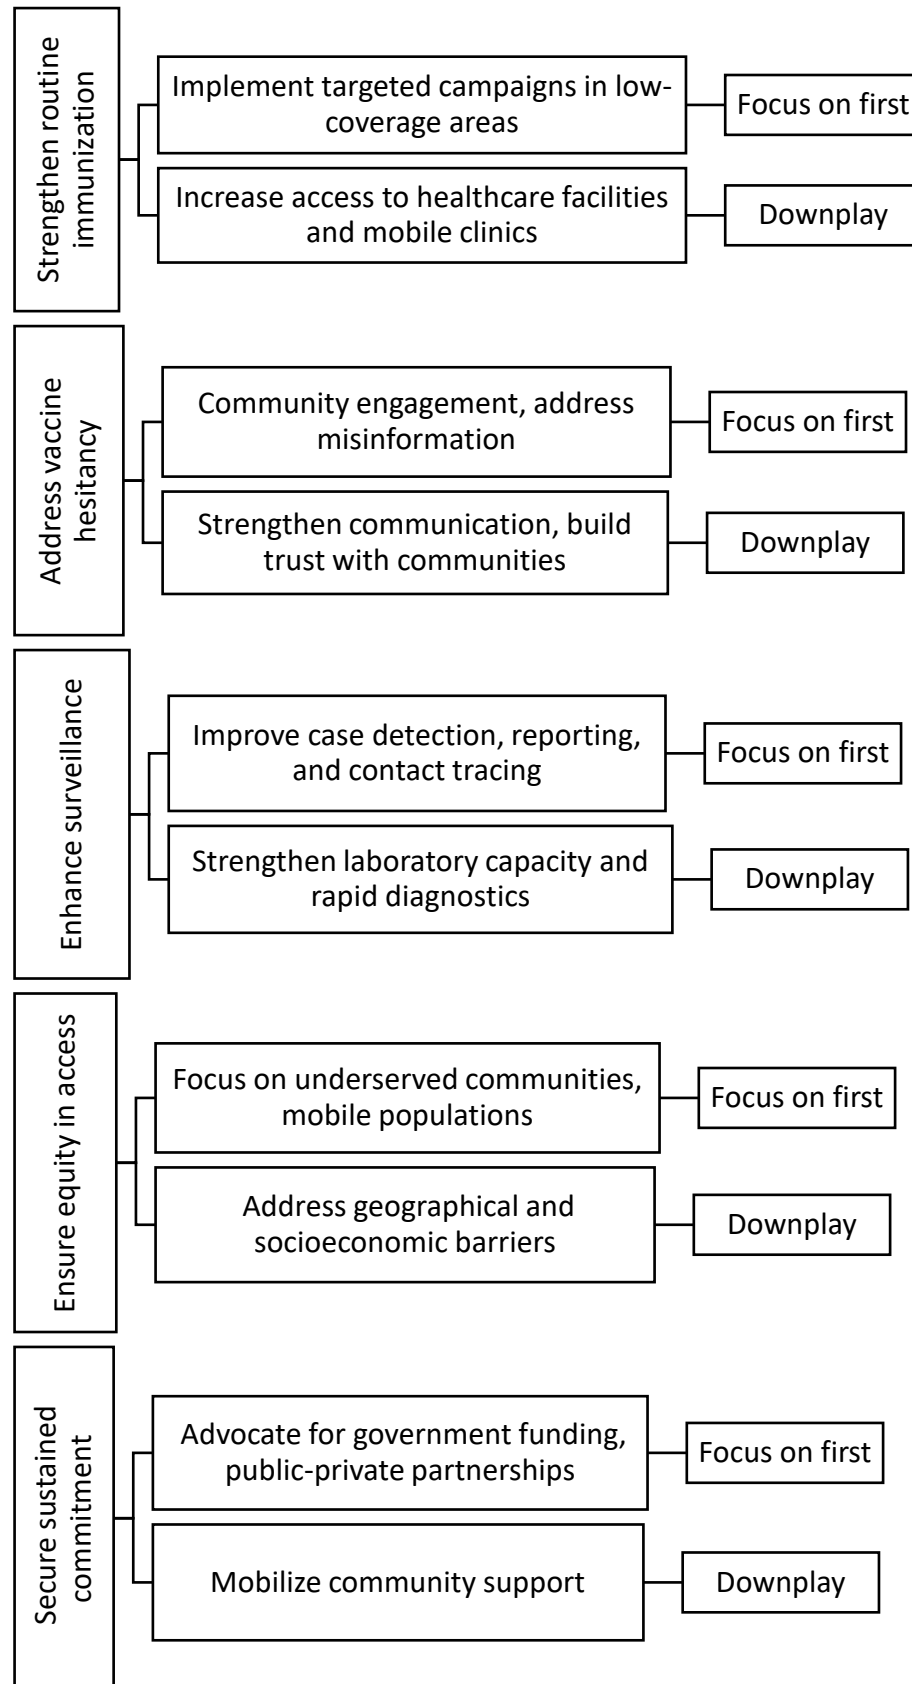 Strengthen routine
immunization
Implement targeted campaigns in low-
coverage areas
Focus on first
Increase access to healthcare facilities
and mobile clinics
Downplay
Address vaccine
hesitancy
Community engagement, address
misinformation
Focus on first
Strengthen communication, build
trust with communities
Downplay
Enhance surveillance
Improve case detection, reporting,
and contact tracing
Focus on first
Strengthen laboratory capacity and
rapid diagnostics
Downplay
Ensure equity in access
Focus on underserved communities,
mobile populations
Focus on first
Address geographical and
socioeconomic barriers
Downplay
Secure sustained
commitment
Advocate for government funding,
public-private partnerships
Focus on first
Mobilize community support
Downplay